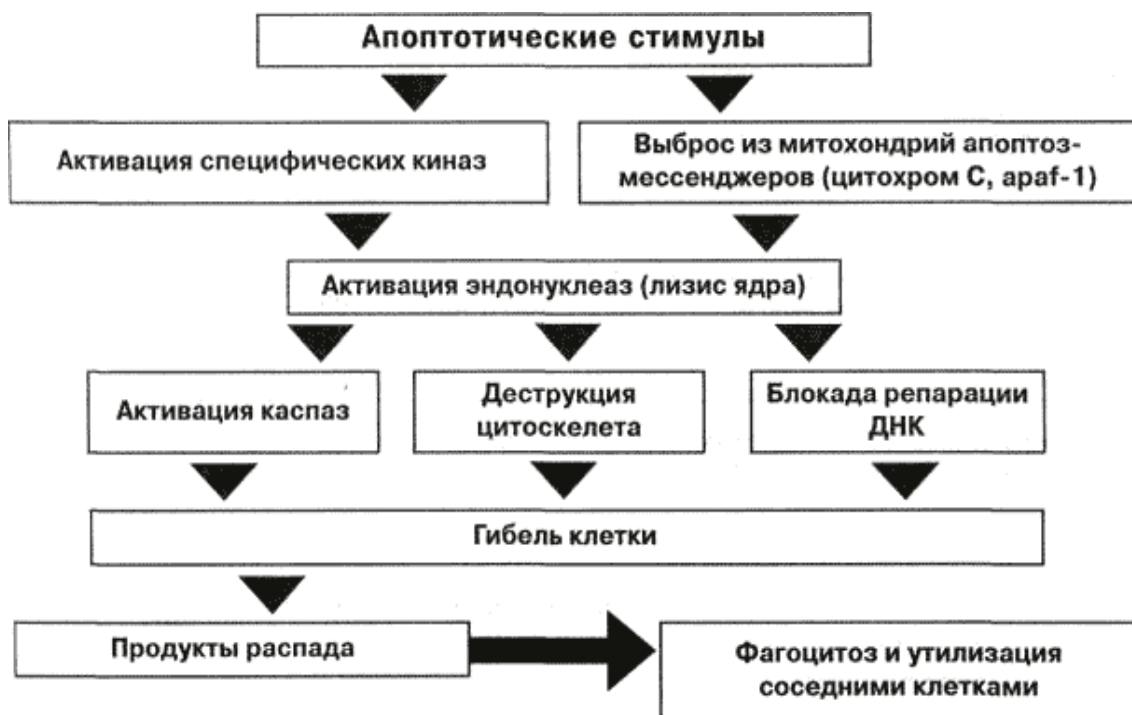 Апоптотические стимулы
Активация специфических киназ
Выброс из митохондрий апоптоз-
мессенджеров (цитохром С, apaf-1)
Активация эндонуклеаз (лизис ядра)
Активация каспаз
Деструкция
цитоскелета
Блокада репарации
ДНК
Гибель клетки
Продукты распада
Фагоцитоз и утилизация
соседними клетками